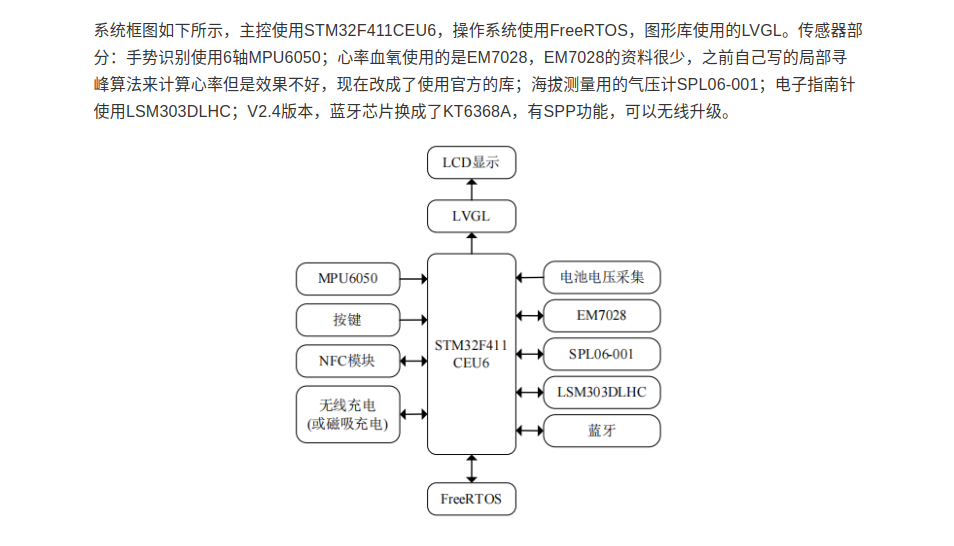 系统框图如下所示，主控使用STM32F411CEU6，操作系统使用FreeRTOS，图形库使用的LVGL。传感器部
分：手势识别使用6轴MPU6050；心率血氧使用的是EM7028，EM7028的资料很少，之前自己写的局部寻
峰算法来计算心率但是效果不好，现在改成了使用官方的库；海拔测量用的气压计SPL06-001；电子指南针
使用LSM303DLHC；V2.4版本，蓝牙芯片换成了KT6368A，有SPP功能，可以无线升级。
LCD显示
LVGL
MPU6050
按键
NFC模块
无线充电
(或磁吸充电)
STM32F411
CEU6
电池电压采集
EM7028
SPL06-001
LSM303DLHC
蓝牙
FreeRTOS